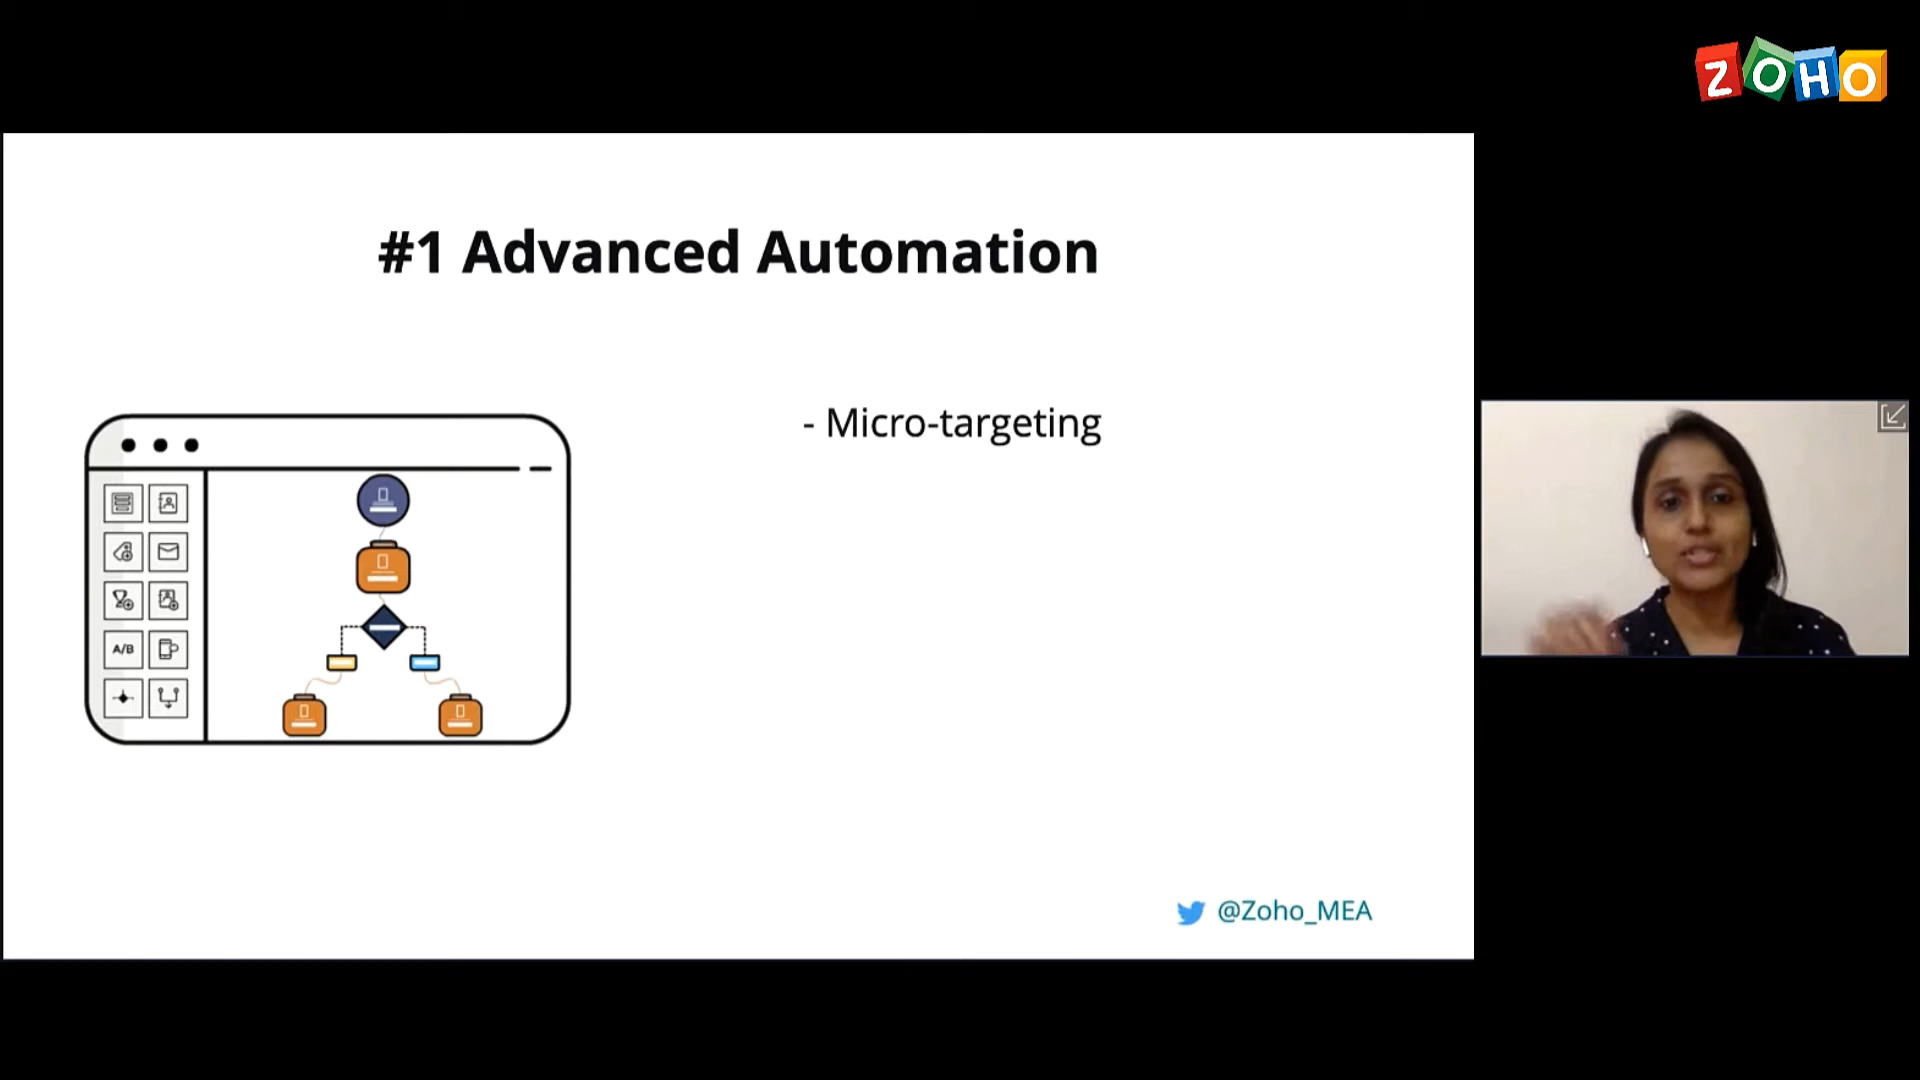 ZOHO
#1 Advanced Automation
- Micro-targeting
A/B
@Zoho_MEA